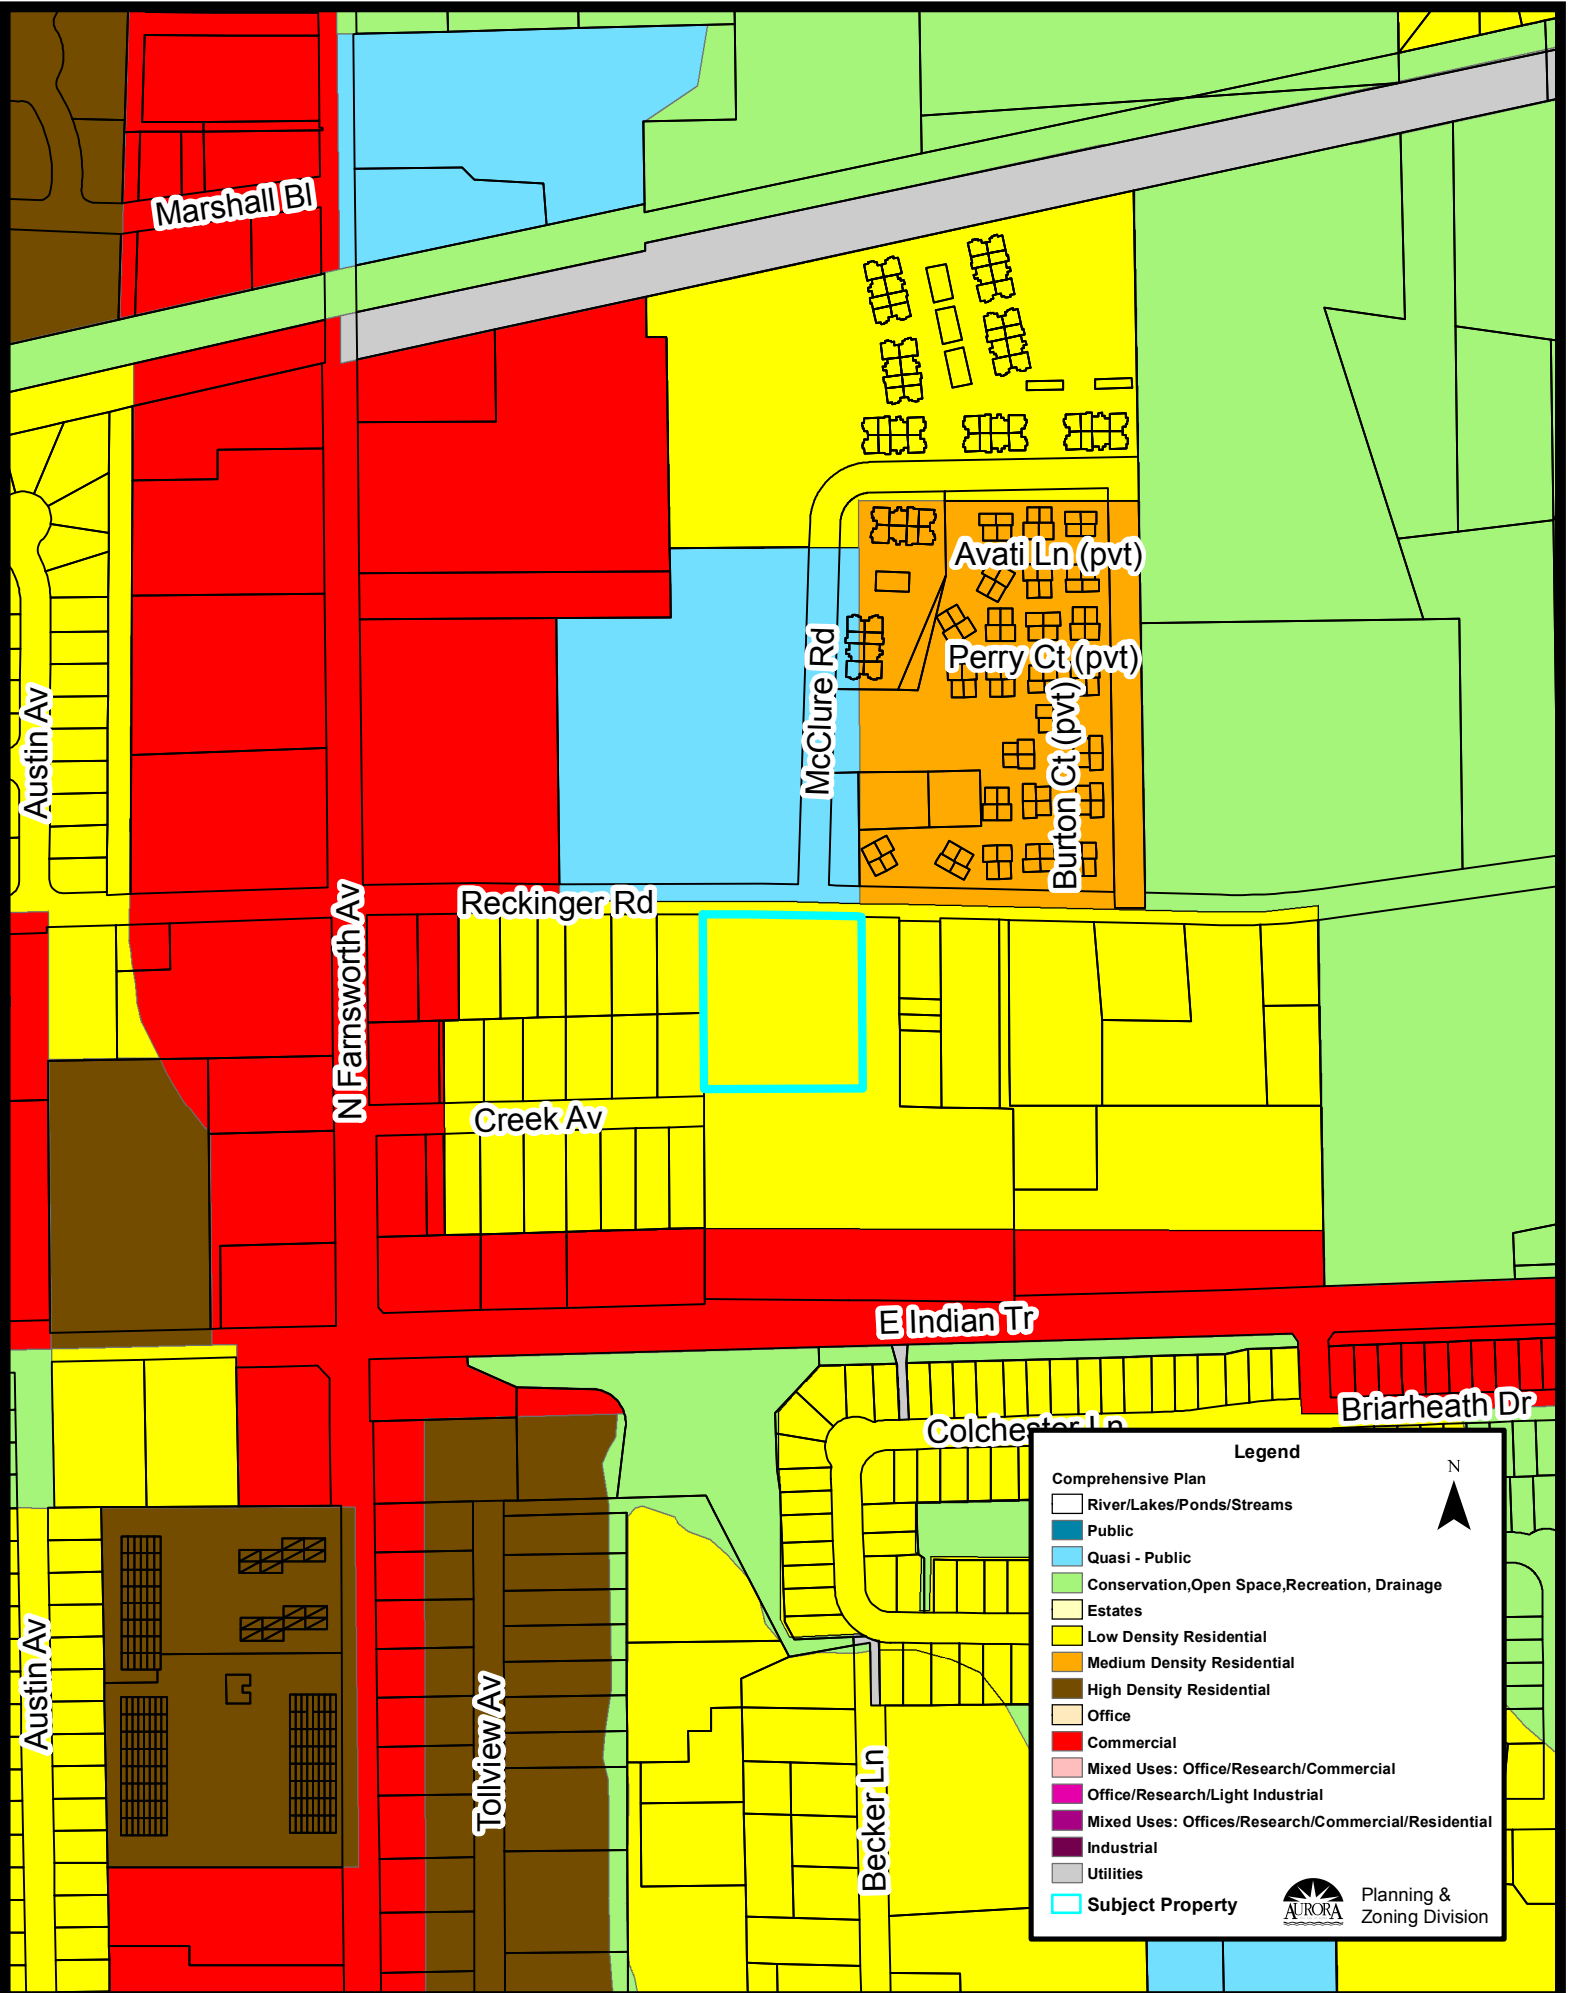 Marshall Bl
Avati Ln (pvt)
Perry Ct (pvt)
McClure Rd
Burton Ct (pvt)
Austin Av
Reckinger Rd
N Farnsworth Av
Creek Av
E Indian Tr
Briarheath Dr
Colchester Ln
Austin Av
Tollview Av
Becker Ln
Legend
Comprehensive Plan
N
River/Lakes/Ponds/Streams
Public
Quasi - Public
Conservation,Open Space,Recreation, Drainage
Estates
Low Density Residential
Medium Density Residential
High Density Residential
Office
Commercial
Mixed Uses: Office/Research/Commercial
Office/Research/Light Industrial
Mixed Uses: Offices/Research/Commercial/Residential
Industrial
Utilities
Subject Property
AURORA
Planning &
Zoning Division